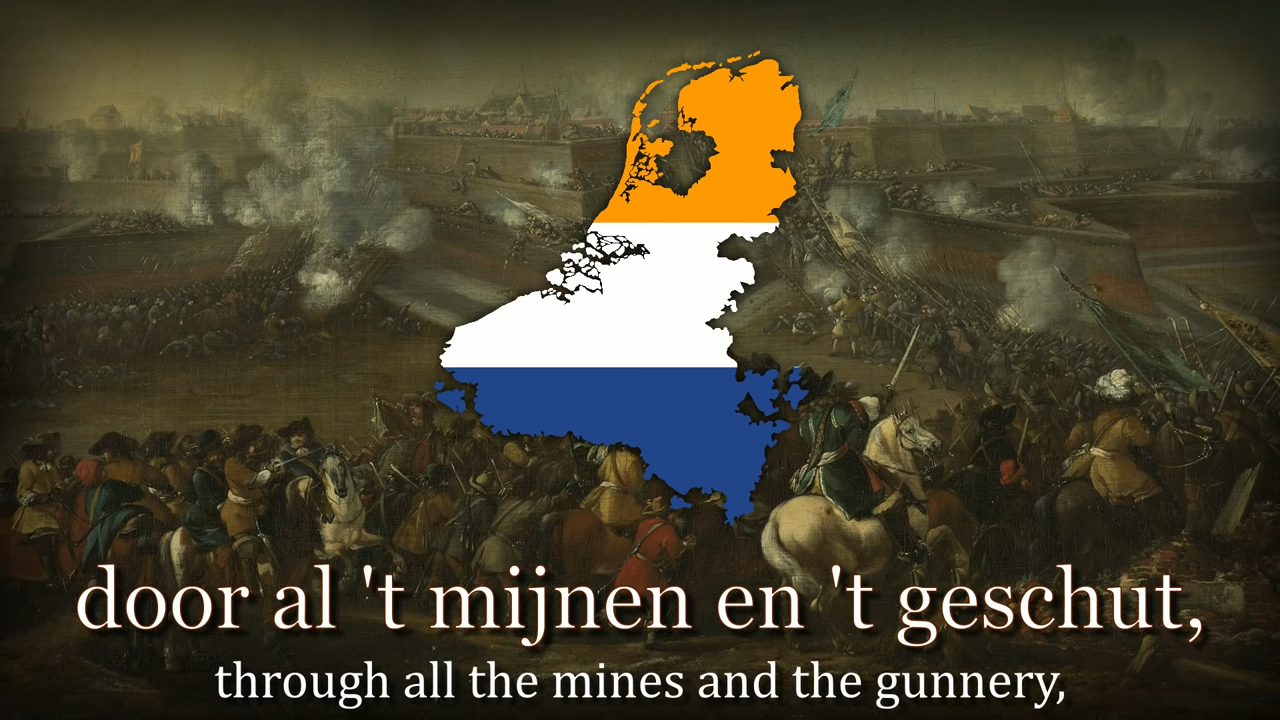 door al 't mijnen en 't geschut,
through all the mines and the gunnery,